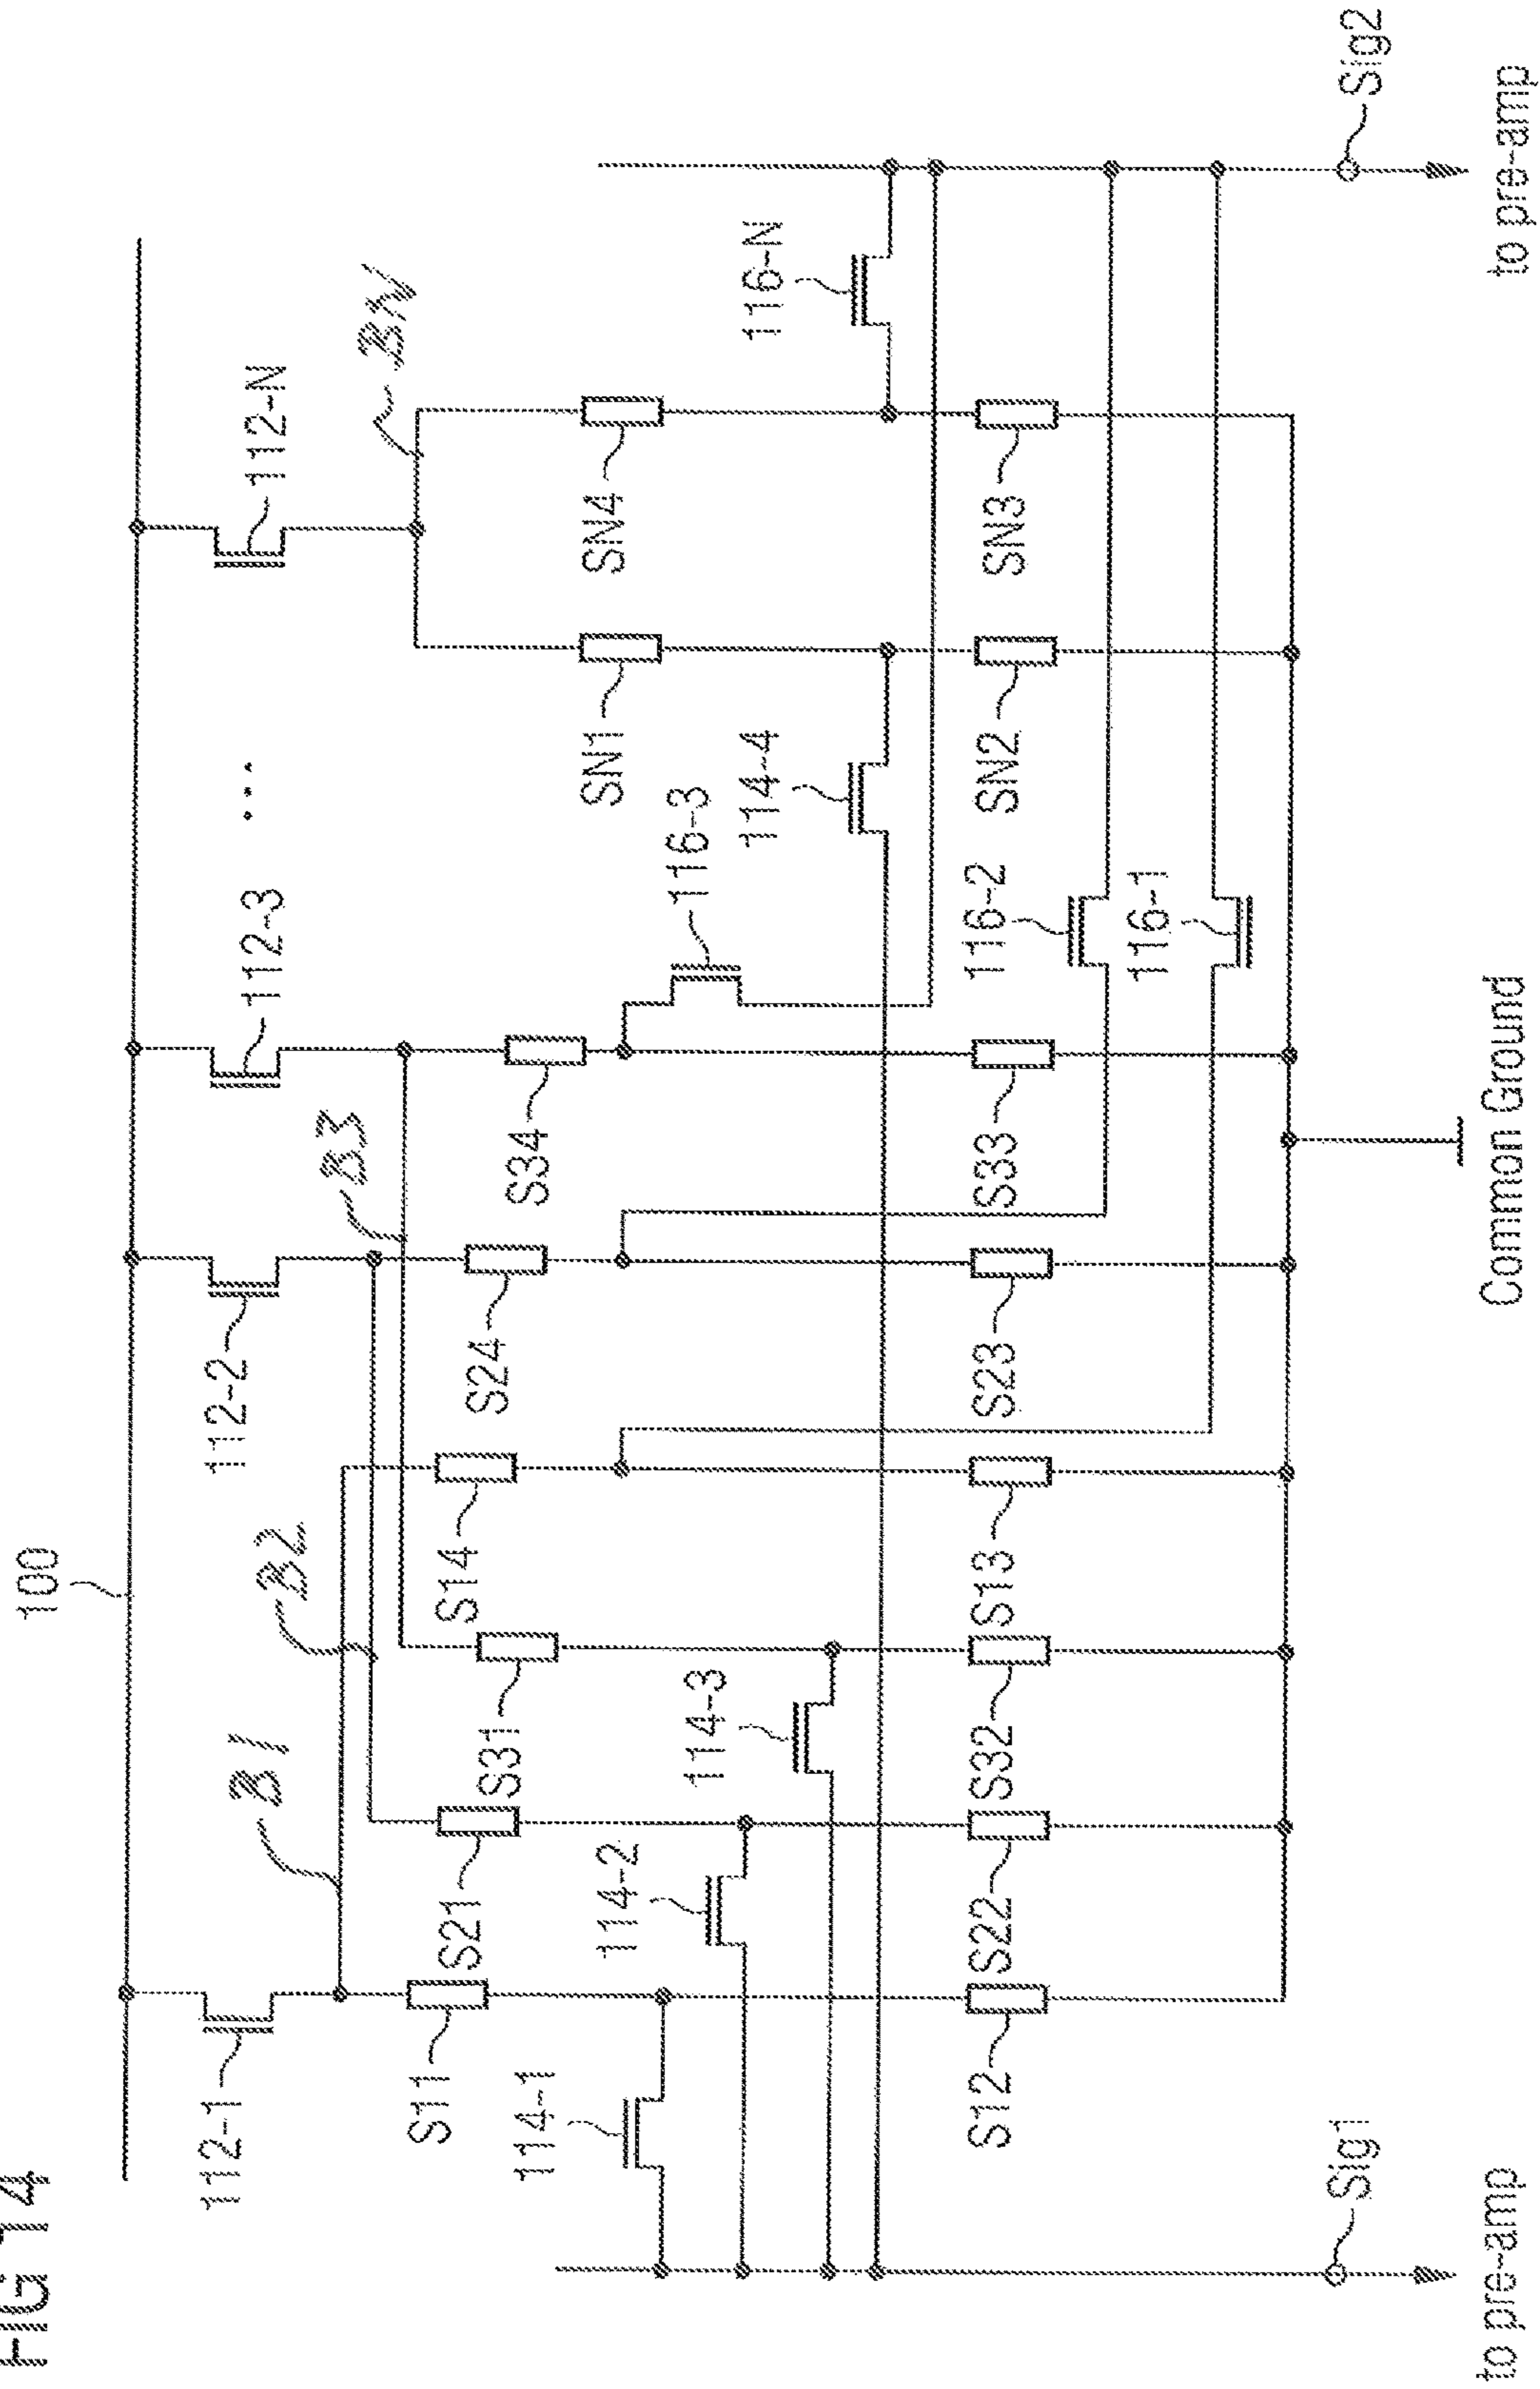 FIG 14
100
112-1
112-2
112-3
...
112-N
B1
B2
B3
BN
S11
S21
S31
S14
S24
S34
SN1
SN4
114-1
114-2
114-3
116-3
114-4
116-N
S12
S22
S32
S13
S23
S33
SN2
SN3
116-2
116-1
Sig1
Sig2
to pre-amp
Common Ground
to pre-amp